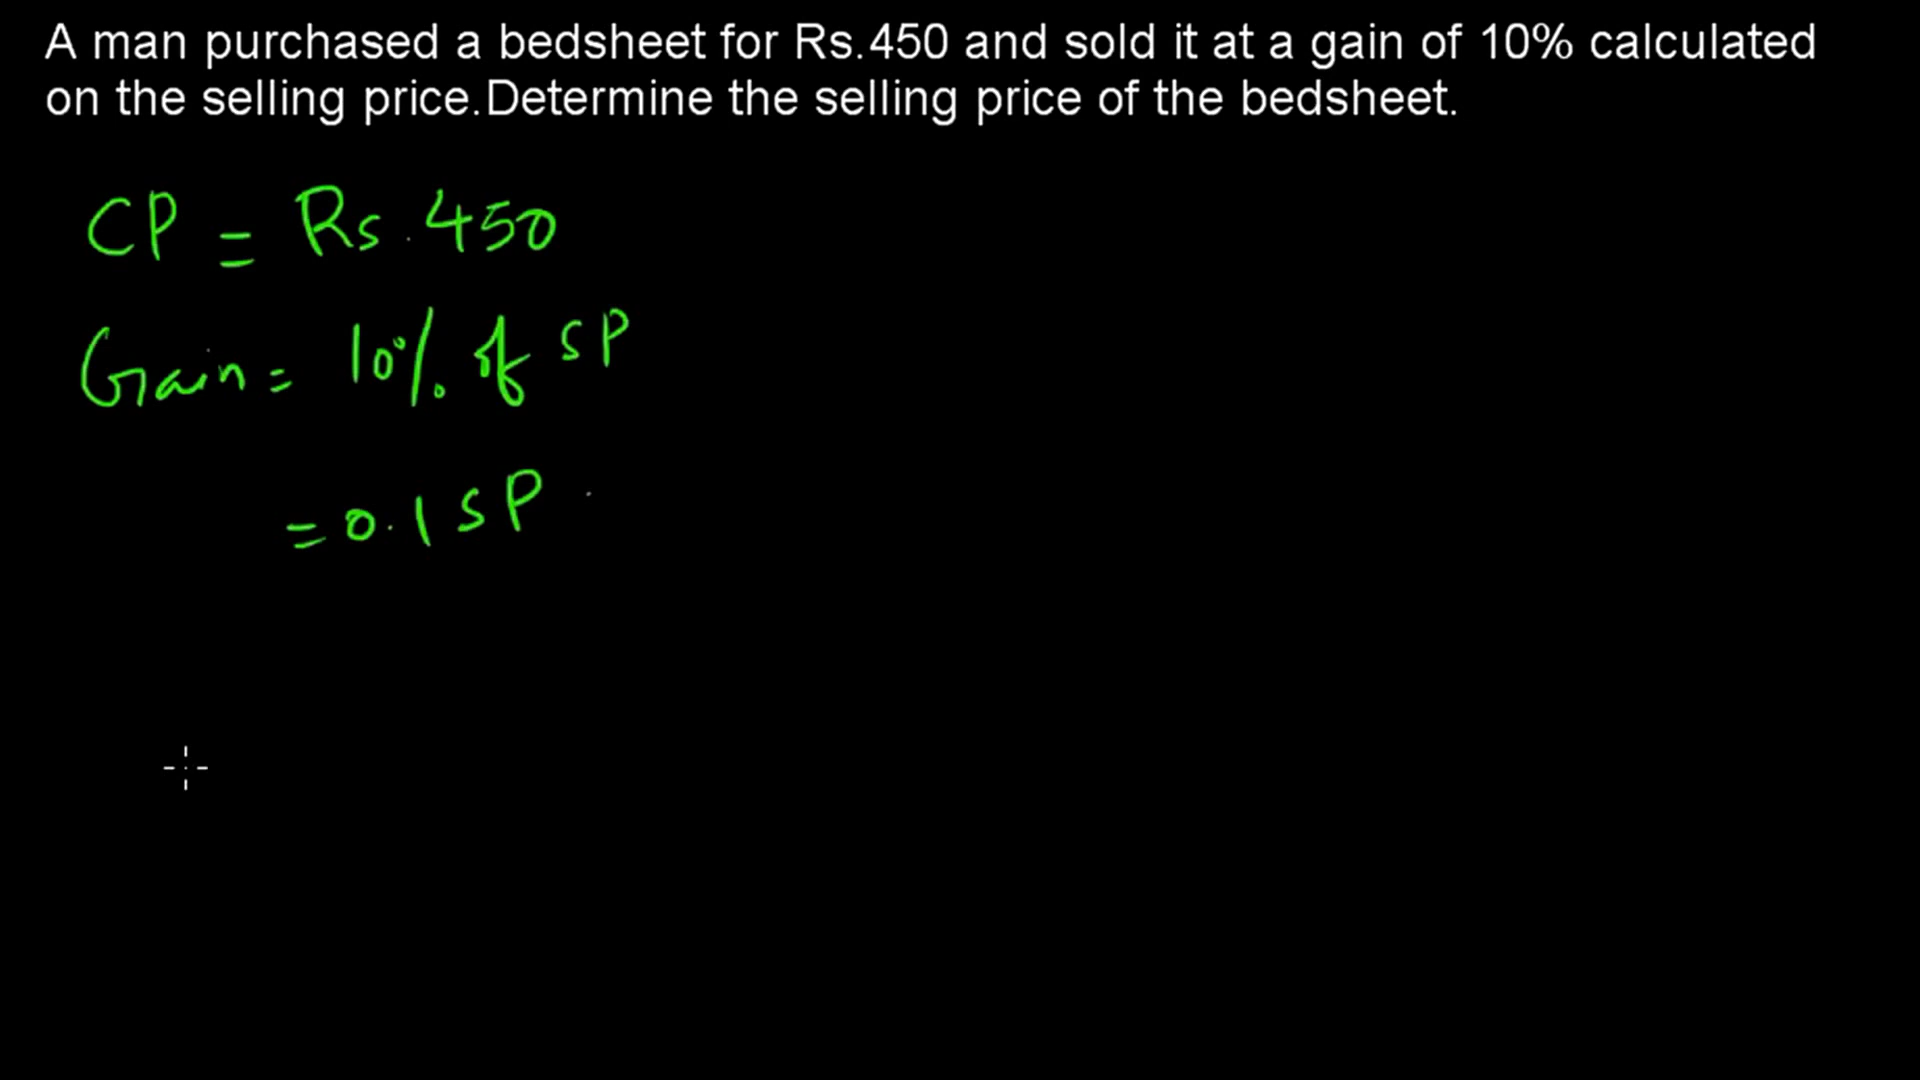 A man purchased a bedsheet for Rs.450 and sold it at a gain of 10% calculated
on the selling price.Determine the selling price of the bedsheet.
CP = Rs.450
Gain = 10% of SP
= 0.1 SP